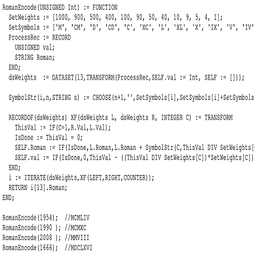 RomanEncode(UNSIGNED Int) := FUNCTION
SetWeights := [1000, 900, 500, 400, 100, 90, 50, 40, 10, 9, 5, 4, 1];
SetSymbols := ['M', 'CM', 'D', 'CD', 'C', 'XC', 'L', 'XL', 'X', 'IX', 'V', 'IV'
ProcessRec := RECORD
UNSIGNED val;
STRING Roman;
END;
dsWeights := DATASET(13,TRANSFORM(ProcessRec,SELF.val := Int, SELF := []));
SymbolStr(i,n,STRING s) := CHOOSE(n+1,'',SetSymbols[i],SetSymbols[i]+SetSymbols
RECORDOF(dsWeights) XF(dsWeights L, dsWeights R, INTEGER C) := TRANSFORM
ThisVal := IF(C=1,R.Val,L.Val);
IsDone := ThisVal = 0;
SELF.Roman := IF(IsDone,L.Roman,L.Roman + SymbolStr(C,ThisVal DIV SetWeights[
SELF.val := IF(IsDone,0,ThisVal - ((ThisVal DIV SetWeights[C])*SetWeights[C])
END;
i := ITERATE(dsWeights,XF(LEFT,RIGHT,COUNTER));
RETURN i[13].Roman;
END;
RomanEncode(1954); //MCMLIV
RomanEncode(1990 ); //MCMXC
RomanEncode(2008 ); //MMVIII
RomanEncode(1666); //MDCLXVI